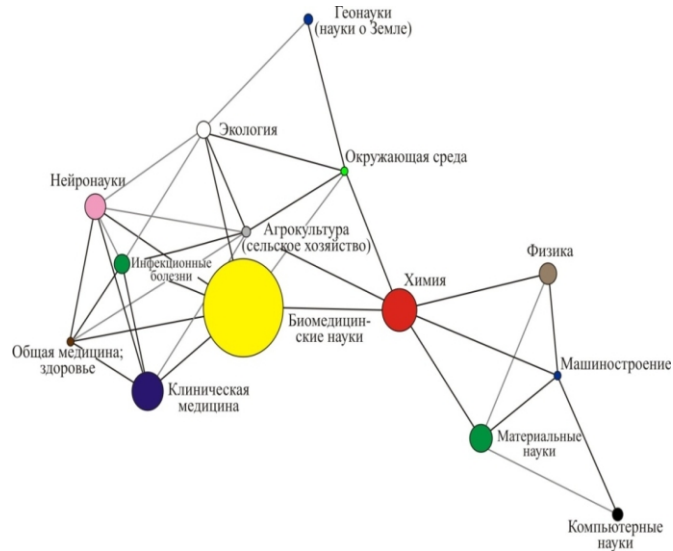 Геонауки
(науки о Земле)
Экология
Окружающая среда
Нейронауки
Агрокультура
(сельское хозяйство)
Инфекционные
болезни
Физика
Химия
Биомедицин-
ские науки
Общая медицина;
здоровье
Машиностроение
Клиническая
медицина
Материальные
науки
Компьютерные
науки